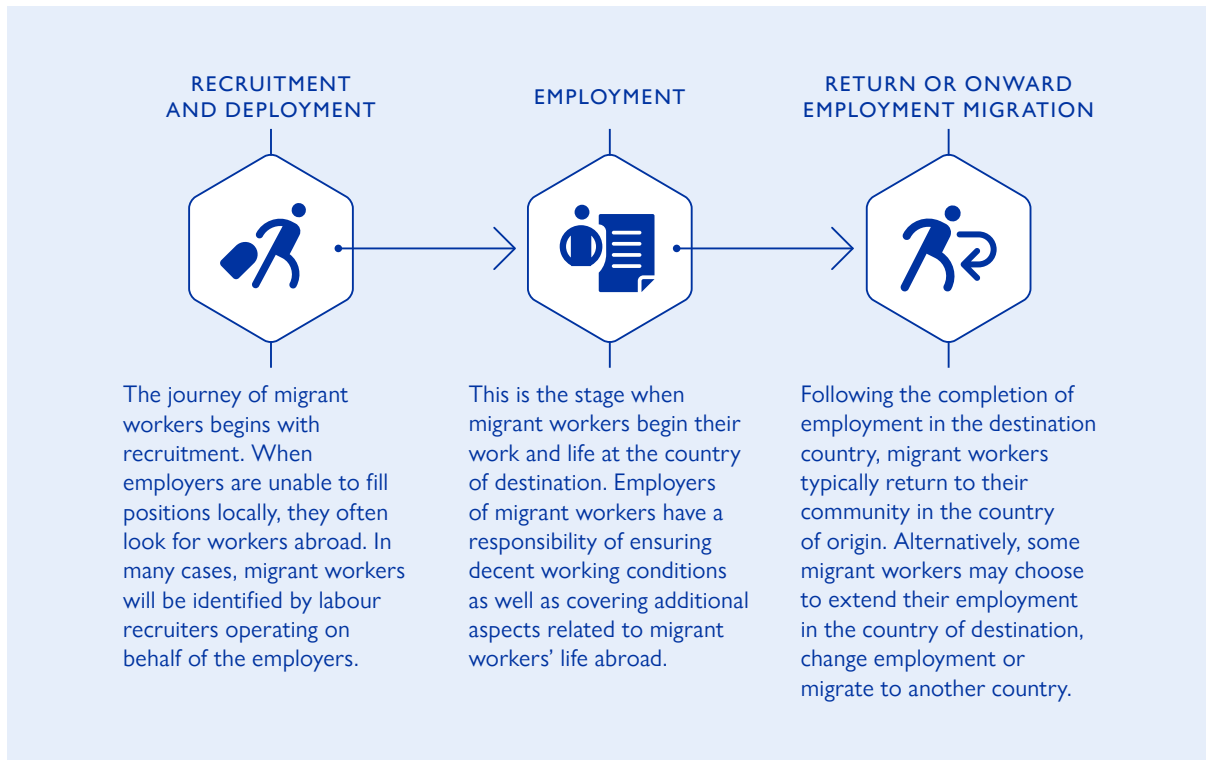 RECRUITMENT
AND DEPLOYMENT
The journey of migrant
workers begins with
recruitment. When
employers are unable to fill
positions locally, they often
look for workers abroad. In
many cases, migrant workers
will be identified by labour
recruiters operating on
behalf of the employers.
EMPLOYMENT
This is the stage when
migrant workers begin their
work and life at the country
of destination. Employers
of migrant workers have a
responsibility of ensuring
decent working conditions
as well as covering additional
aspects related to migrant
workers’ life abroad.
RETURN OR ONWARD
EMPLOYMENT MIGRATION
Following the completion of
employment in the destination
country, migrant workers
typically return to their
community in the country
of origin. Alternatively, some
migrant workers may choose
to extend their employment
in the country of destination,
change employment or
migrate to another country.